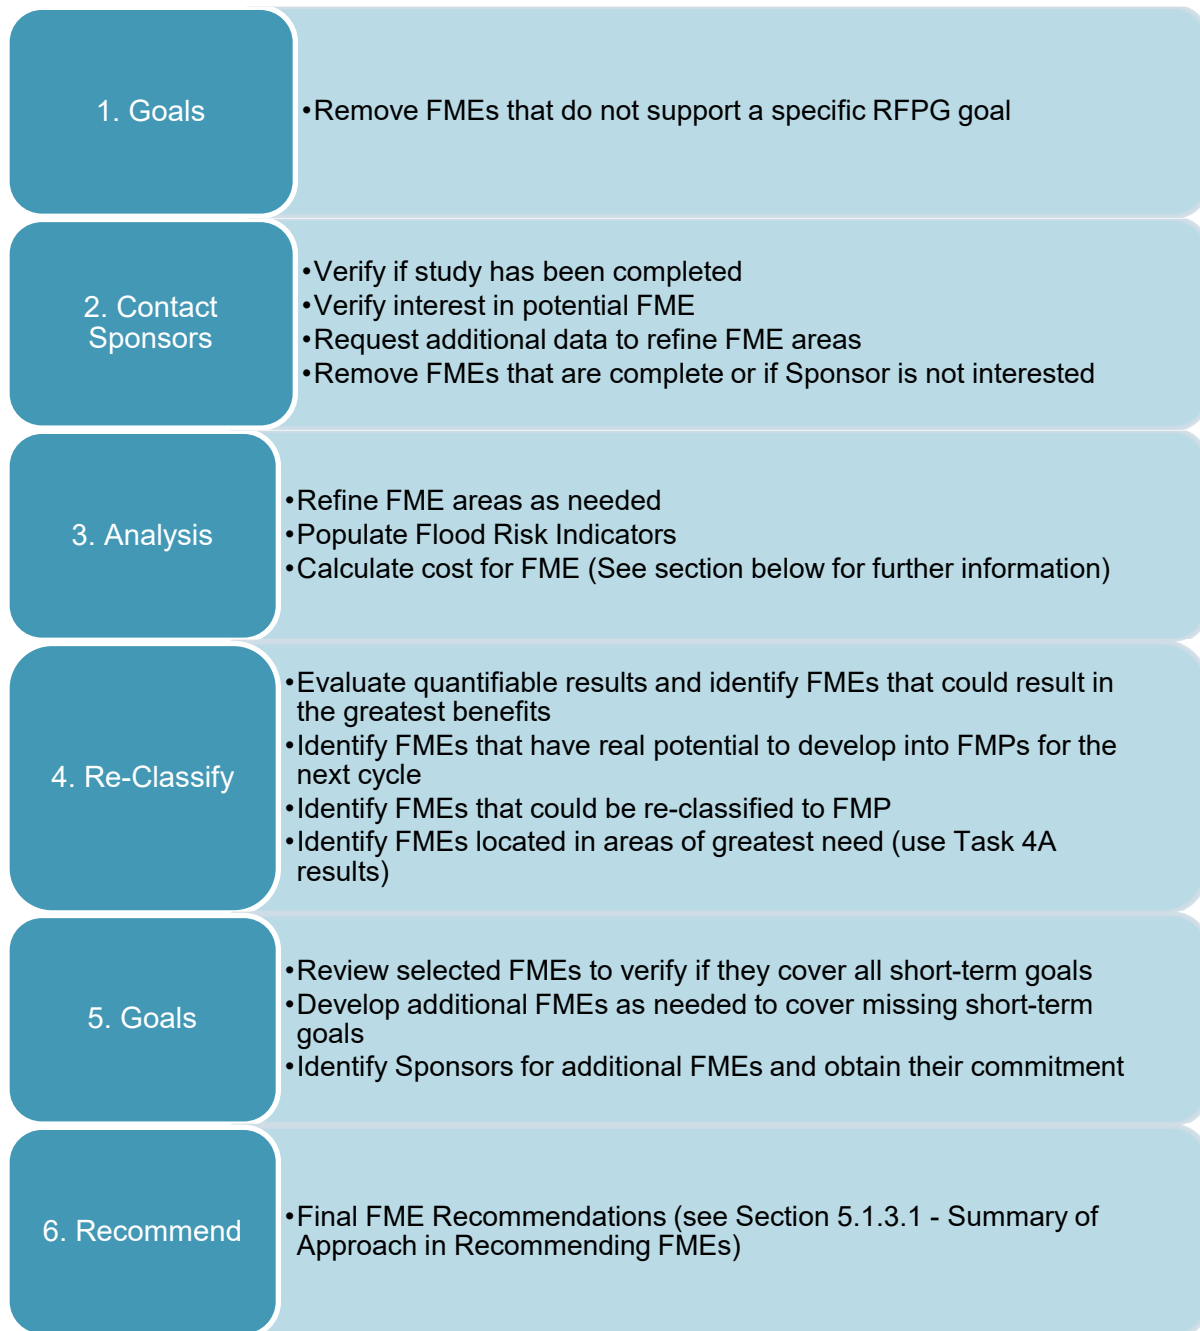 1. Goals
•Remove FMEs that do not support a specific RFPG goal
2. Contact
Sponsors
•Verify if study has been completed
•Verify interest in potential FME
•Request additional data to refine FME areas
•Remove FMEs that are complete or if Sponsor is not interested
3. Analysis
•Refine FME areas as needed
•Populate Flood Risk Indicators
•Calculate cost for FME (See section below for further information)
4. Re-Classify
•Evaluate quantifiable results and identify FMEs that could result in
the greatest benefits
•Identify FMEs that have real potential to develop into FMPs for the
next cycle
•Identify FMEs that could be re-classified to FMP
•Identify FMEs located in areas of greatest need (use Task 4A
results)
5. Goals
•Review selected FMEs to verify if they cover all short-term goals
•Develop additional FMEs as needed to cover missing short-term
goals
•Identify Sponsors for additional FMEs and obtain their commitment
6. Recommend
•Final FME Recommendations (see Section 5.1.3.1 - Summary of
Approach in Recommending FMEs)